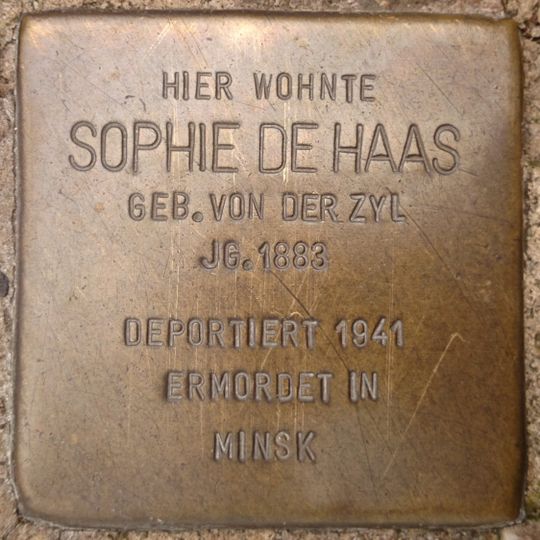 HIER WOHNTE
SOPHIE DE HAAS
GEB. VON DER ZYL
JG. 1883
DEPORTIERT 1941
ERMORDET IN
MINSK